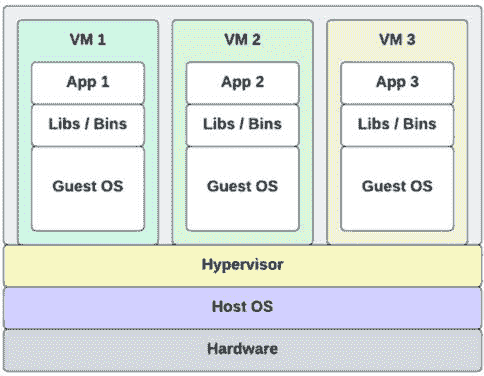 VM 1
App 1
Libs / Bins
Guest OS
VM 2
App 2
Libs / Bins
Guest OS
VM 3
App 3
Libs / Bins
Guest OS
Hypervisor
Host OS
Hardware